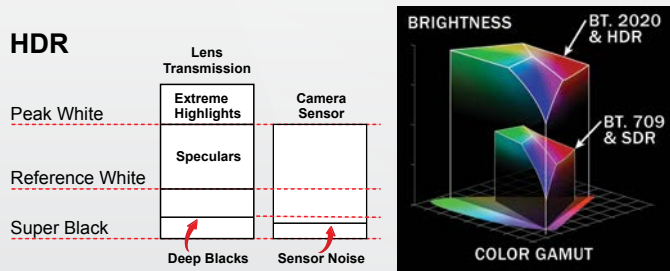 HDR
Lens
Transmission
Peak White
Extreme
Highlights
Camera
Sensor
Speculars
Reference White
Super Black
Deep Blacks
Sensor Noise
BRIGHTNESS
BT. 2020
& HDR
BT. 709
& SDR
COLOR GAMUT